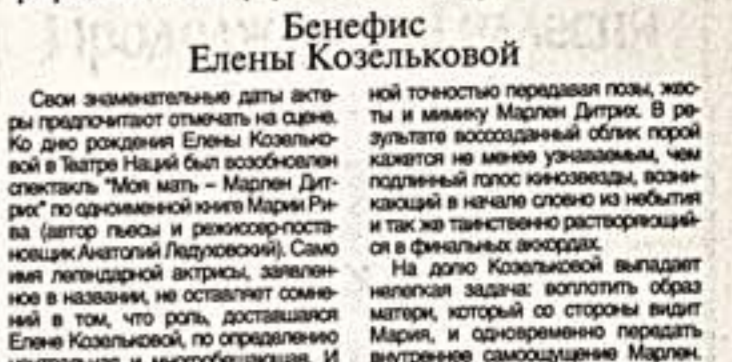 Бенефис
Елены Козельковой
Свои знаменательные даты акте-
ры предпочитают отмечать на сцене.
Ко дню рождения Елены Козелько-
вой в Театре Наций был возобновлен
спектакль "Моя мать – Марлен Дит-
рих" по одноименной книге Марии Ри-
ва (автор пьесы и режиссер-поста-
новщик Анатолий Ледуховский). Само
имя легендарной актрисы, заявлен-
ное в названии, не оставляет сомне-
ний в том, что роль, доставшаяся
Елене Козельковой, по определению
центральная и многообещающая. И
ной точностью передавая позы, жес-
ты и мимику Марлен Дитрих. В ре-
зультате воссозданный облик порой
кажется не менее узнаваемым, чем
подлинный голос кинозвезды, возни-
кающий в начале словно из небытия
и так же таинственно растворяющий-
ся в финальных аккордах.
На долю Козельковой выпадает
нелегкая задача: воплотить образ
матери, который со стороны видит
Мария, и одновременно передать
внутреннее самоощущение Марлен.